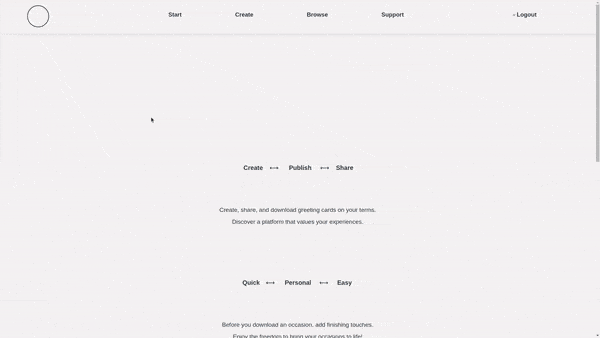 Start Create Browse Support Logout
Create ⟷ Publish ⟷ Share
Create, share, and download greeting cards on your terms.
Discover a platform that values your experiences.
Quick ⟷ Personal ⟷ Easy
Before you download an occasion, add finishing touches.
Enjoy the freedom to bring your occasions to life!